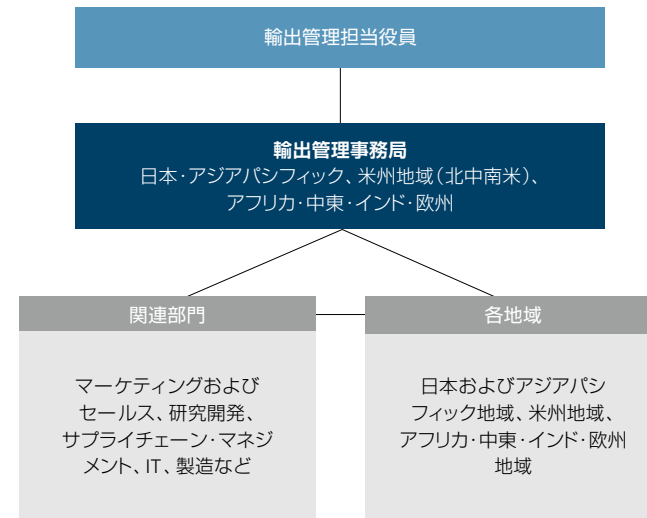 輸出管理担当役員
輸出管理事務局
日本・アジアパシフィック、米州地域（北中南米）、
アフリカ・中東・インド・欧州
関連部門
マーケティングおよび
セールス、研究開発、
サプライチェーン・マネジ
メント、IT、製造など
各地域
日本およびアジアパシ
フィック地域、米州地域、
アフリカ・中東・インド・欧州
地域